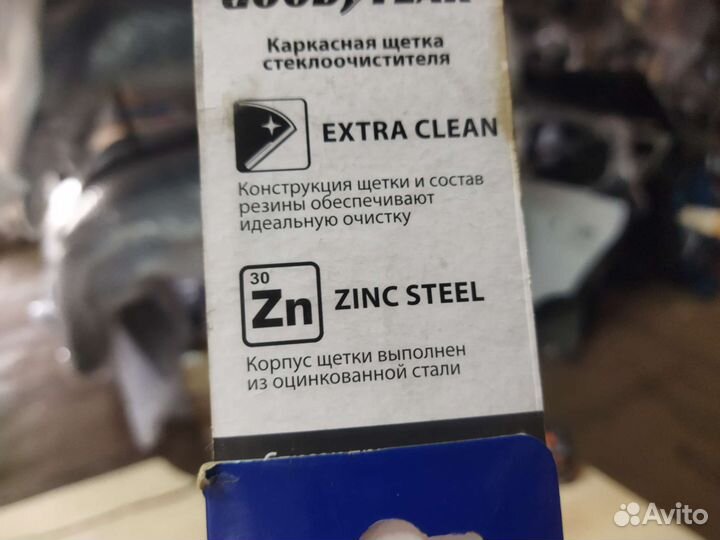 GOODYEAR
Каркасная щетка
стеклоочистителя
EXTRA CLEAN
Конструкция щетки и состав
резины обеспечивают
идеальную очистку
30
Zn
ZINC STEEL
Корпус щетки выполнен
из оцинкованной стали
Avito